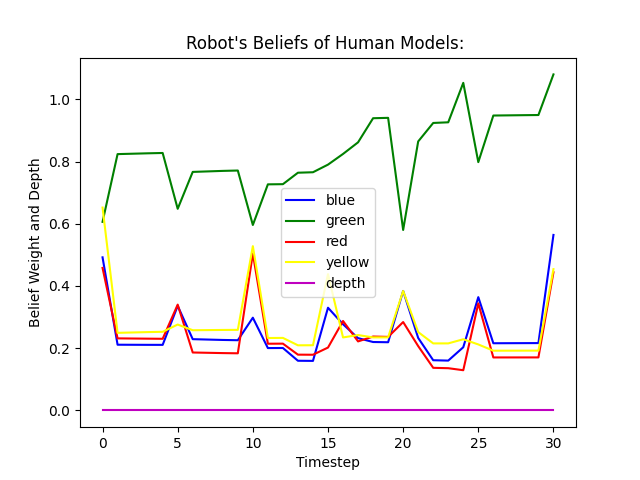 Robot's Beliefs of Human Models:
Belief Weight and Depth
1.0
0.8
0.6
0.4
0.2
0.0
blue
green
red
yellow
depth
0 5 10 15 20 25 30
Timestep